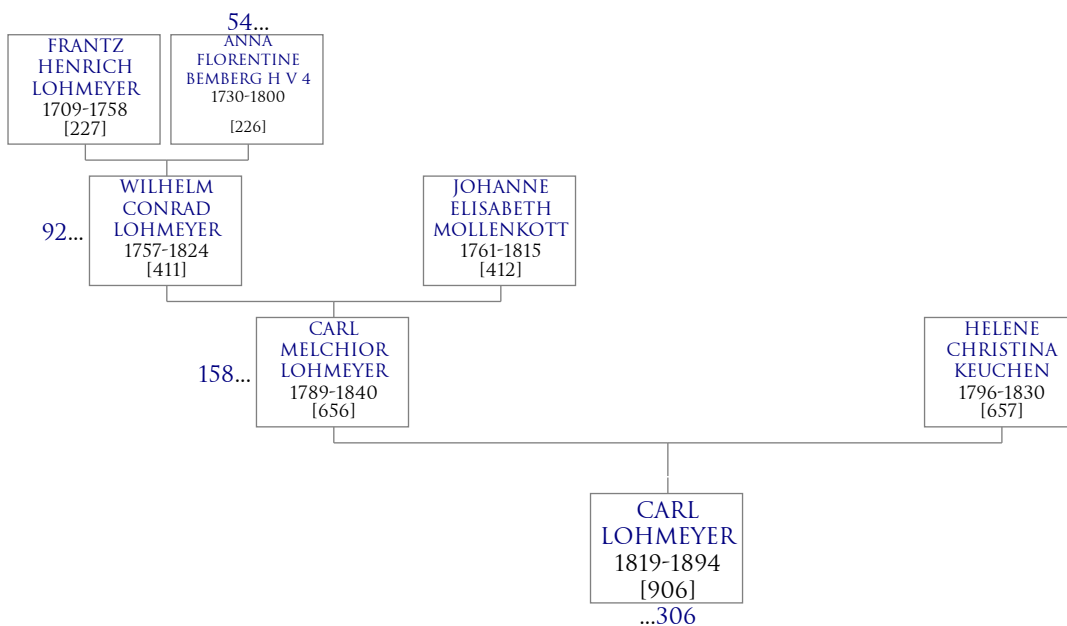 54...
FRANTZ
HENRICH
LOHMEYER
1709-1758
[227]
ANNA
FLORENTINE
BEMBERG H V 4
1730-1800
[226]
92...
WILHELM
CONRAD
LOHMEYER
1757-1824
[411]
JOHANNE
ELISABETH
MOLLENKOTT
1761-1815
[412]
158...
CARL
MELCHIOR
LOHMEYER
1789-1840
[656]
HELENE
CHRISTINA
KEUCHEN
1796-1830
[657]
CARL
LOHMEYER
1819-1894
[906]
...306